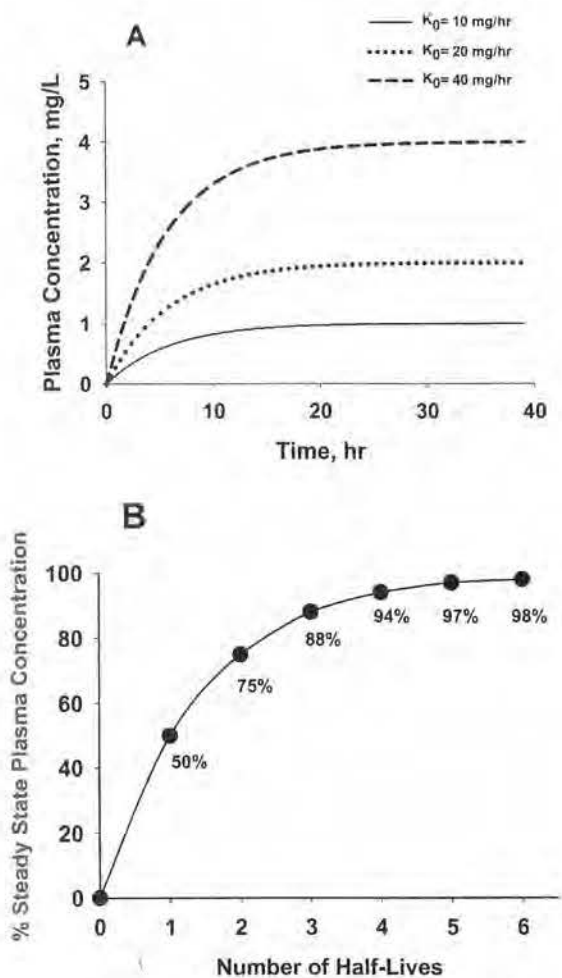 A
K0= 10 mg/hr
K0= 20 mg/hr
K0= 40 mg/hr
Plasma Concentration, mg/L
5
4
3
2
1
0
0 10 20 30 40
Time, hr
B
% Steady State Plasma Concentration
100
80
60
40
20
0
50%
75%
88%
94%
97%
98%
0 1 2 3 4 5 6
Number of Half-Lives